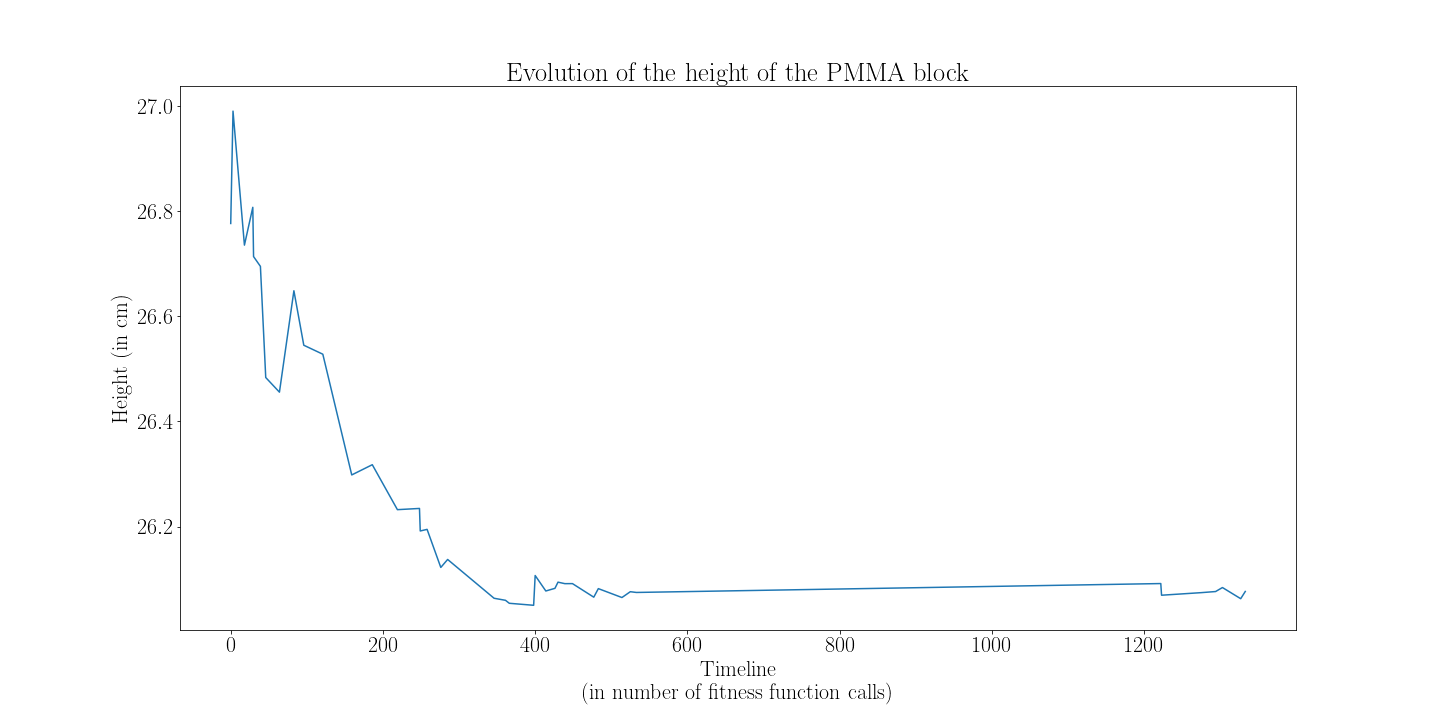 Evolution of the height of the PMMA block
27.0
26.8
26.6
26.4
26.2
Height (in cm)
0 200 400 600 800 1000 1200
Timeline
(in number of fitness function calls)